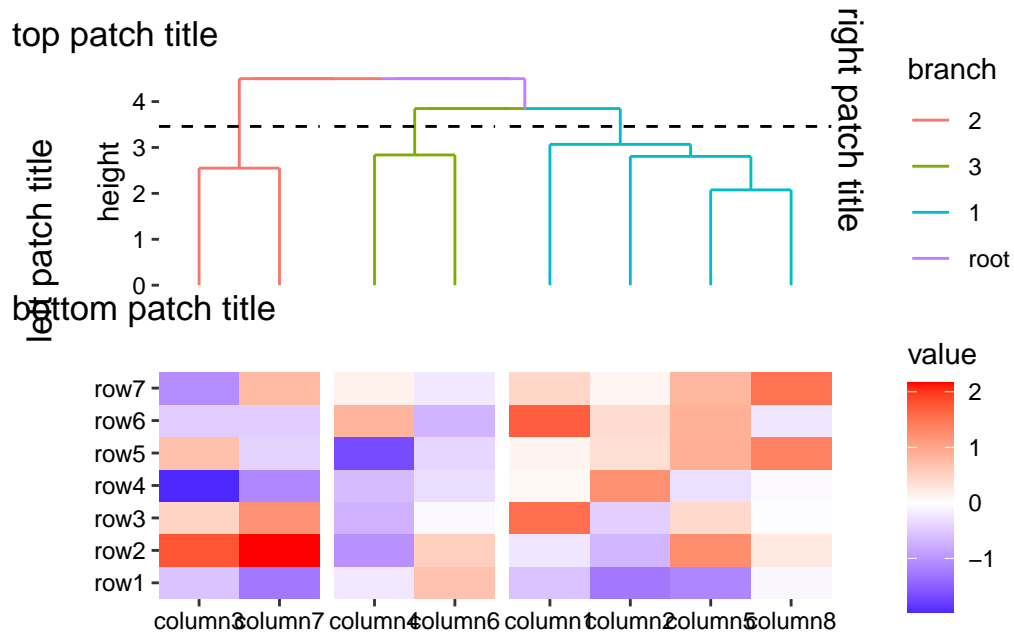 top patch title
right patch title
left patch title
height
4
3
2
1
0
branch
2
3
1
root
bottom patch title
row7
row6
row5
row4
row3
row2
row1
column3
column7
column4
column6
column1
column2
column5
column8
value
2
1
0
−1